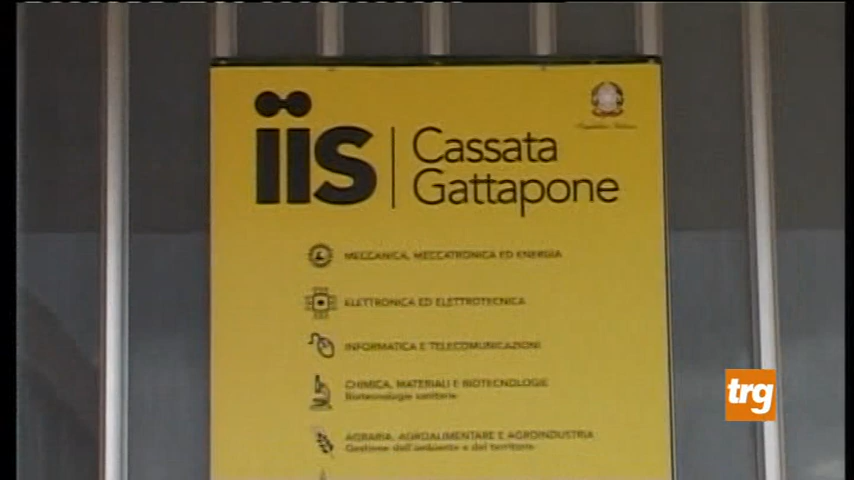 iis
Cassata
Gattapone
MECCANICA, MECCATRONICA ED ENERGIA
ELETTRONICA ED ELETTROTECNICA
INFORMATICA E TELECOMUNICAZIONI
CHIMICA, MATERIALI E BIOTECNOLOGIE
Biotecnologie sanitarie
AGRARIA, AGROALIMENTARE E AGROINDUSTRIA
Gestione dell'ambiente e del territorio
trg